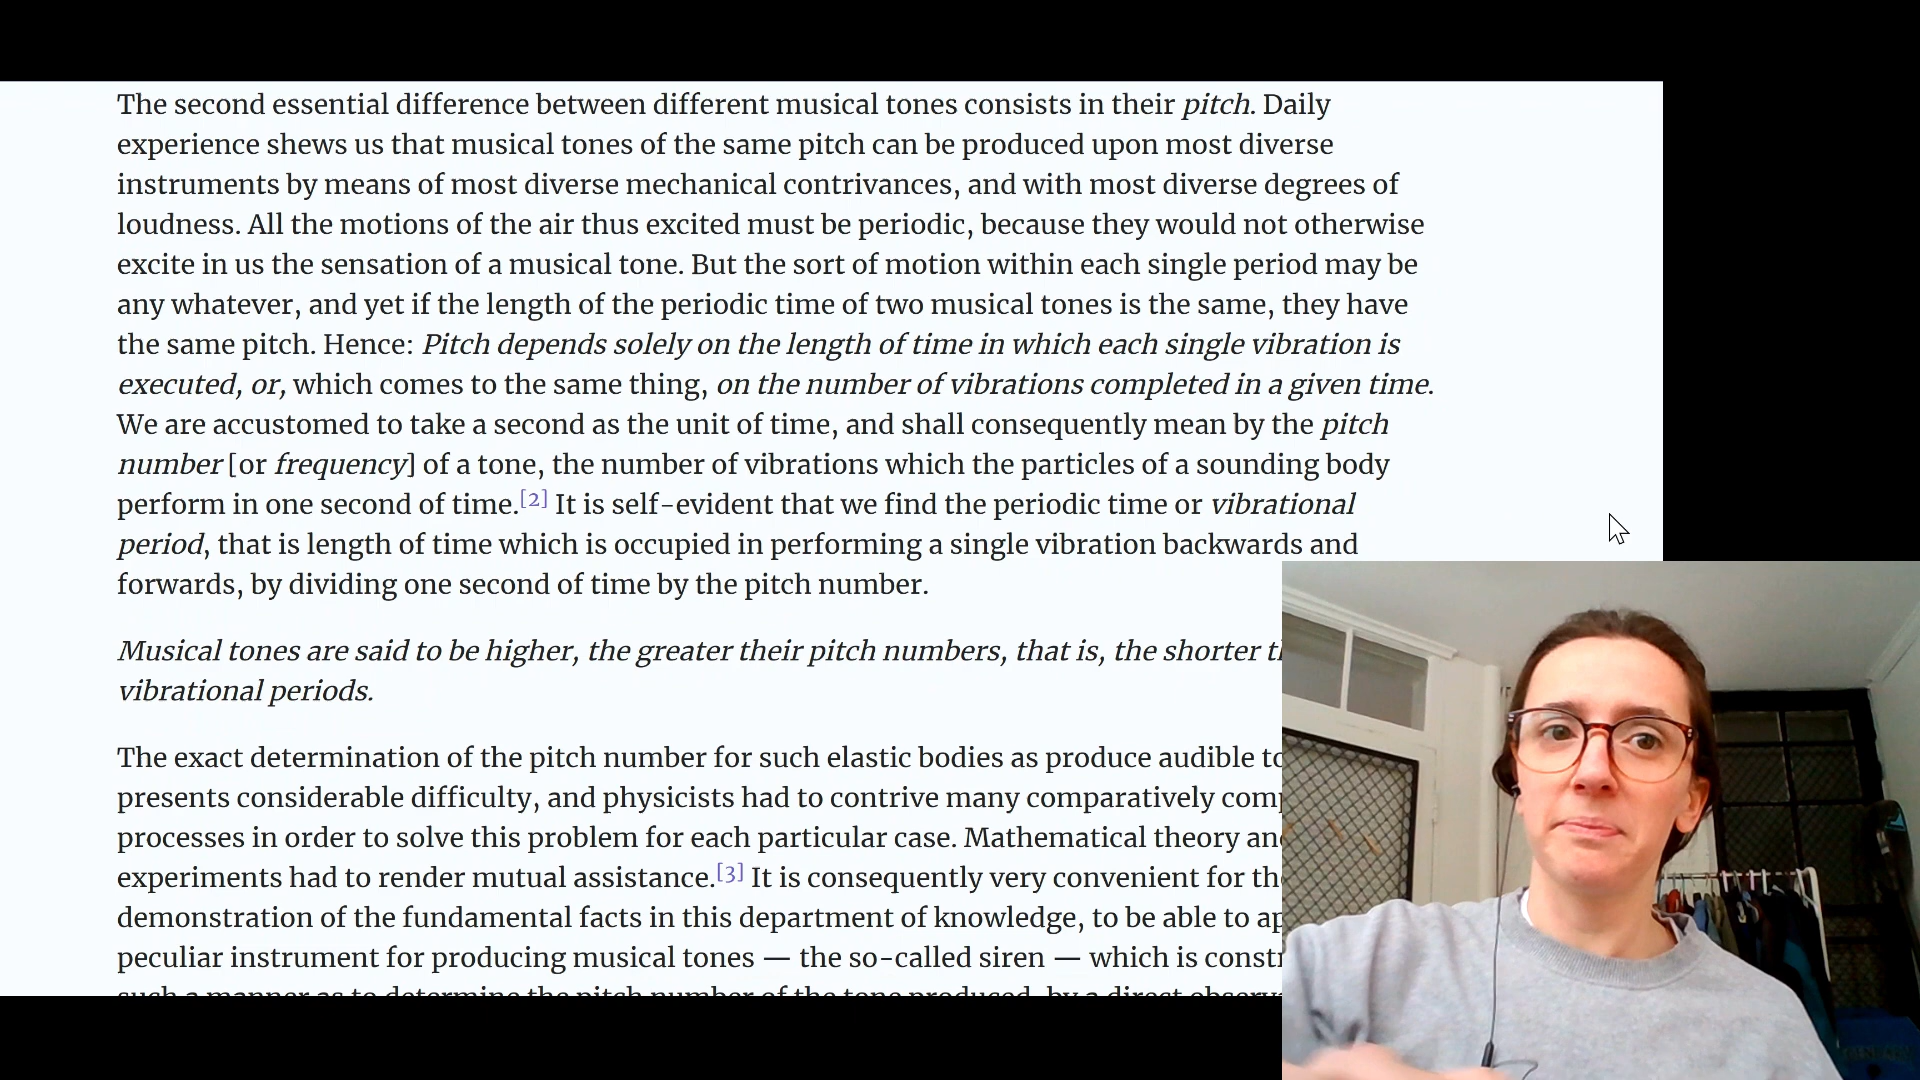 The second essential difference between different musical tones consists in their pitch. Daily
experience shews us that musical tones of the same pitch can be produced upon most diverse
instruments by means of most diverse mechanical contrivances, and with most diverse degrees of
loudness. All the motions of the air thus excited must be periodic, because they would not otherwise
excite in us the sensation of a musical tone. But the sort of motion within each single period may be
any whatever, and yet if the length of the periodic time of two musical tones is the same, they have
the same pitch. Hence: Pitch depends solely on the length of time in which each single vibration is
executed, or, which comes to the same thing, on the number of vibrations completed in a given time.
We are accustomed to take a second as the unit of time, and shall consequently mean by the pitch
number [or frequency] of a tone, the number of vibrations which the particles of a sounding body
perform in one second of time.[2] It is self-evident that we find the periodic time or vibrational
period, that is length of time which is occupied in performing a single vibration backwards and
forwards, by dividing one second of time by the pitch number.
Musical tones are said to be higher, the greater their pitch numbers, that is, the shorter
vibrational periods.
The exact determination of the pitch number for such elastic bodies as produce audible
presents considerable difficulty, and physicists had to contrive many comparatively
processes in order to solve this problem for each particular case. Mathematical theory
experiments had to render mutual assistance.[3] It is consequently very convenient for
demonstration of the fundamental facts in this department of knowledge, to be able to
peculiar instrument for producing musical tones — the so-called siren — which is
such a manner as to determine the pitch number of the tone produced, by a direct